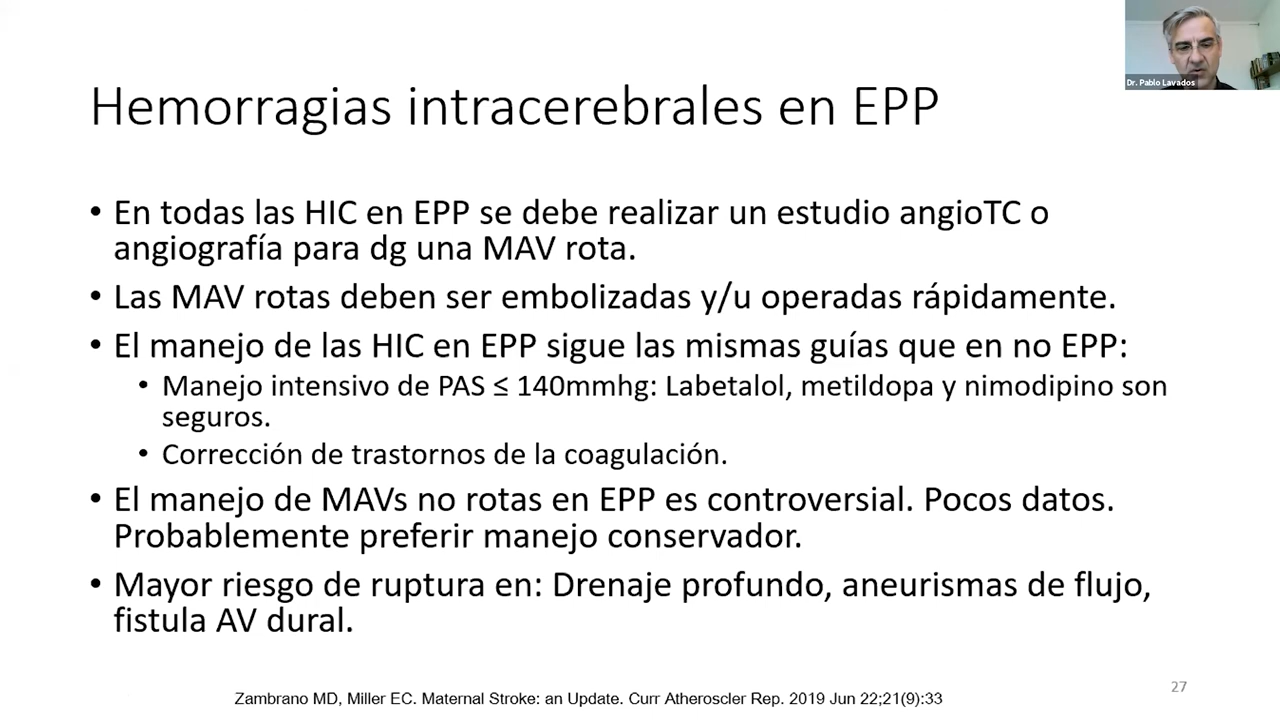 Dr. Pablo Lavados
Hemorragias intracerebrales en EPP
• En todas las HIC en EPP se debe realizar un estudio angioTC o
angiografía para dg una MAV rota.
• Las MAV rotas deben ser embolizadas y/u operadas rápidamente.
• El manejo de las HIC en EPP sigue las mismas guías que en no EPP:
• Manejo intensivo de PAS ≤ 140mmhg: Labetalol, metildopa y nimodipino son
seguros.
• Corrección de trastornos de la coagulación.
• El manejo de MAVs no rotas en EPP es controversial. Pocos datos.
Probablemente preferir manejo conservador.
• Mayor riesgo de ruptura en: Drenaje profundo, aneurismas de flujo,
fistula AV dural.
Zambrano MD, Miller EC. Maternal Stroke: an Update. Curr Atheroscler Rep. 2019 Jun 22;21(9):33
27